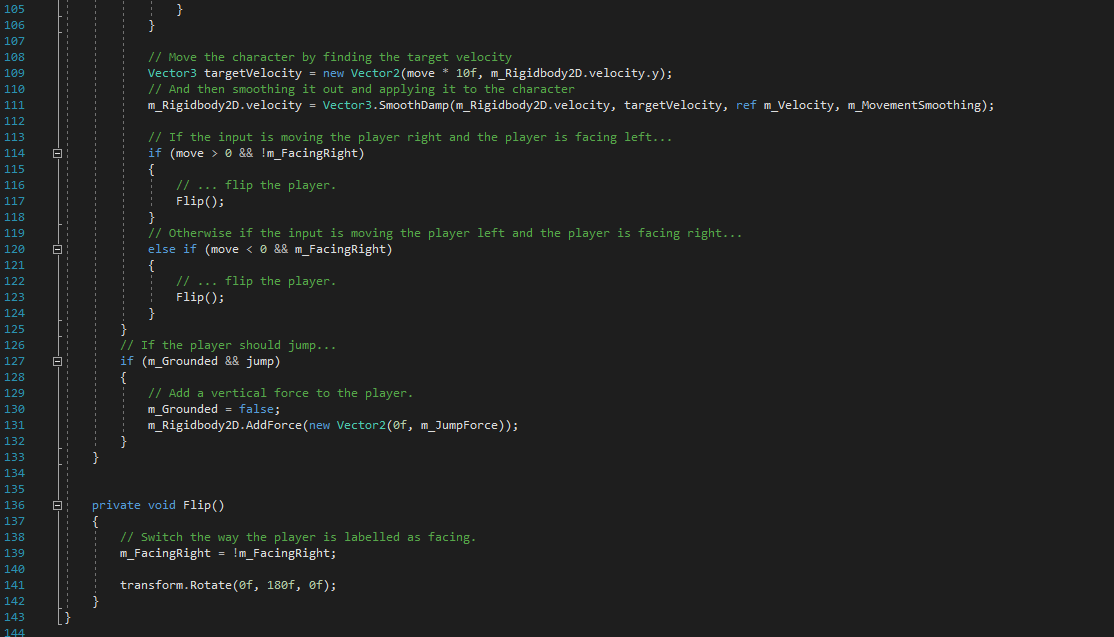 105 }
106 }
107
108 // Move the character by finding the target velocity
109 Vector3 targetVelocity = new Vector2(move * 10f, m_Rigidbody2D.velocity.y);
110 // And then smoothing it out and applying it to the character
111 m_Rigidbody2D.velocity = Vector3.SmoothDamp(m_Rigidbody2D.velocity, targetVelocity, ref m_Velocity, m_MovementSmoothing);
112
113 // If the input is moving the player right and the player is facing left...
114 if (move > 0 && !m_FacingRight)
115 {
116 // ... flip the player.
117 Flip();
118 }
119 // Otherwise if the input is moving the player left and the player is facing right...
120 else if (move < 0 && m_FacingRight)
121 {
122 // ... flip the player.
123 Flip();
124 }
125 }
126 // If the player should jump...
127 if (m_Grounded && jump)
128 {
129 // Add a vertical force to the player.
130 m_Grounded = false;
131 m_Rigidbody2D.AddForce(new Vector2(0f, m_JumpForce));
132 }
133 }
134
135
136 private void Flip()
137 {
138 // Switch the way the player is labelled as facing.
139 m_FacingRight = !m_FacingRight;
140
141 transform.Rotate(0f, 180f, 0f);
142 }
143 }
144